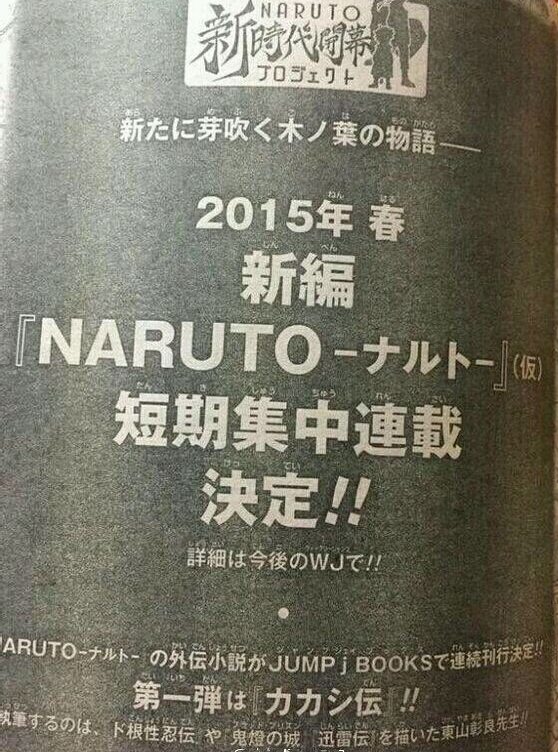 NARUTO
新時代開幕
プロジェクト
新たに芽吹く木ノ葉の物語――
2015年 春
新編
『NARUTO－ナルト－』(仮)
短期集中連載
決定!!
詳細は今後のWJで!!
●
NARUTO－ナルト－の外伝小説がJUMP j BOOKSで連続刊行決定!!
第一弾は『カカシ伝』!!
執筆するのは、ド根性忍伝や『鬼燈の城』『迅雷伝』を描いた東山彰良先生!!